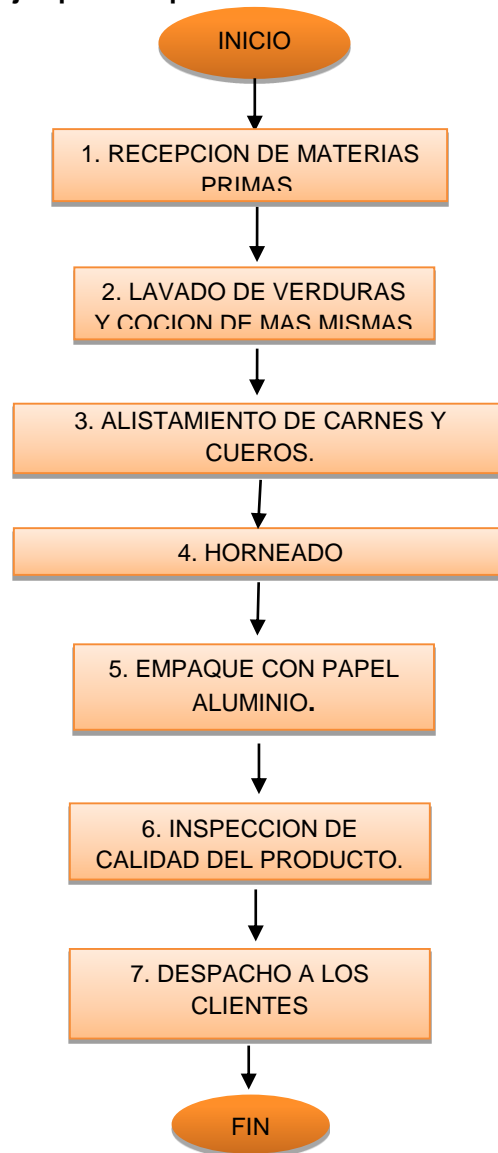 INICIO
1. RECEPCION DE MATERIAS
PRIMAS
2. LAVADO DE VERDURAS
Y COCION DE MAS MISMAS
3. ALISTAMIENTO DE CARNES Y
CUEROS.
4. HORNEADO
5. EMPAQUE CON PAPEL
ALUMINIO.
6. INSPECCION DE
CALIDAD DEL PRODUCTO.
7. DESPACHO A LOS
CLIENTES
FIN